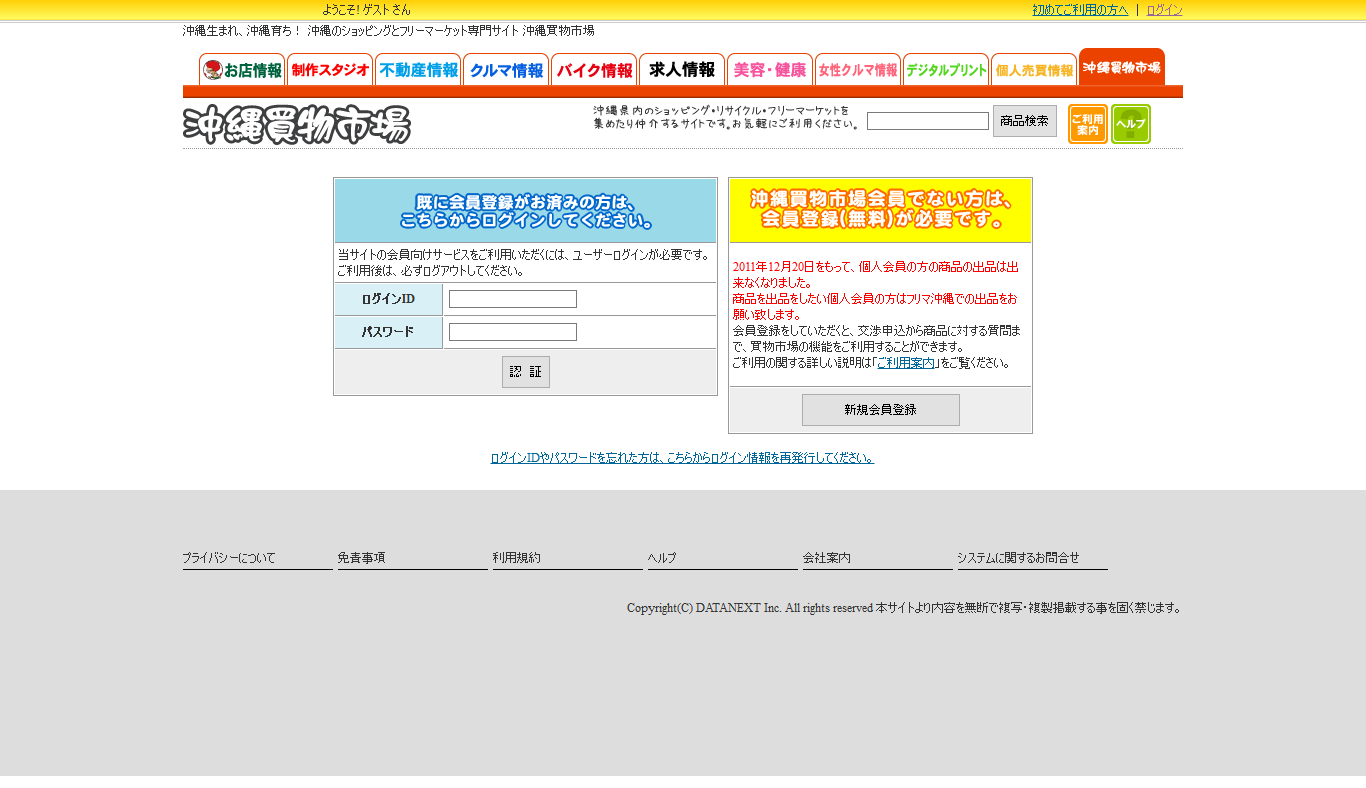 ようこそ! ゲストさん
初めてご利用の方へ | ログイン
沖縄生まれ、沖縄育ち！ 沖縄のショッピングとフリーマーケット専門サイト 沖縄買物市場
お店情報 制作スタジオ 不動産情報 クルマ情報 バイク情報 求人情報 美容・健康 女性クルマ情報 デジタルプリント 個人売買情報 沖縄買物市場
沖縄買物市場
沖縄県内のショッピング・リサイクル・フリーマーケットを
集めたり仲介するサイトです。お気軽にご利用ください。
商品検索
ご利用
案内
ヘルプ
既に会員登録がお済みの方は、
こちらからログインしてください。
当サイトの会員向けサービスをご利用いただくには、ユーザーログインが必要です。
ご利用後は、必ずログアウトしてください。
ログインID
パスワード
認 証
沖縄買物市場会員でない方は、
会員登録(無料)が必要です。
2011年12月20日をもって、個人会員の方の商品の出品は出
来なくなりました。
商品を出品をしたい個人会員の方はフリマ沖縄での出品をお
願い致します。
会員登録をしていただくと、交渉申込から商品に対する質問ま
で、買物市場の機能をご利用することができます。
ご利用の関する詳しい説明は「ご利用案内」をご覧ください。
新規会員登録
ログインIDやパスワードを忘れた方は、こちらからログイン情報を再発行してください。
プライバシーについて 免責事項 利用規約 ヘルプ 会社案内 システムに関するお問合せ
Copyright(C) DATANEXT Inc. All rights reserved 本サイトより内容を無断で複写・複製掲載する事を固く禁じます。